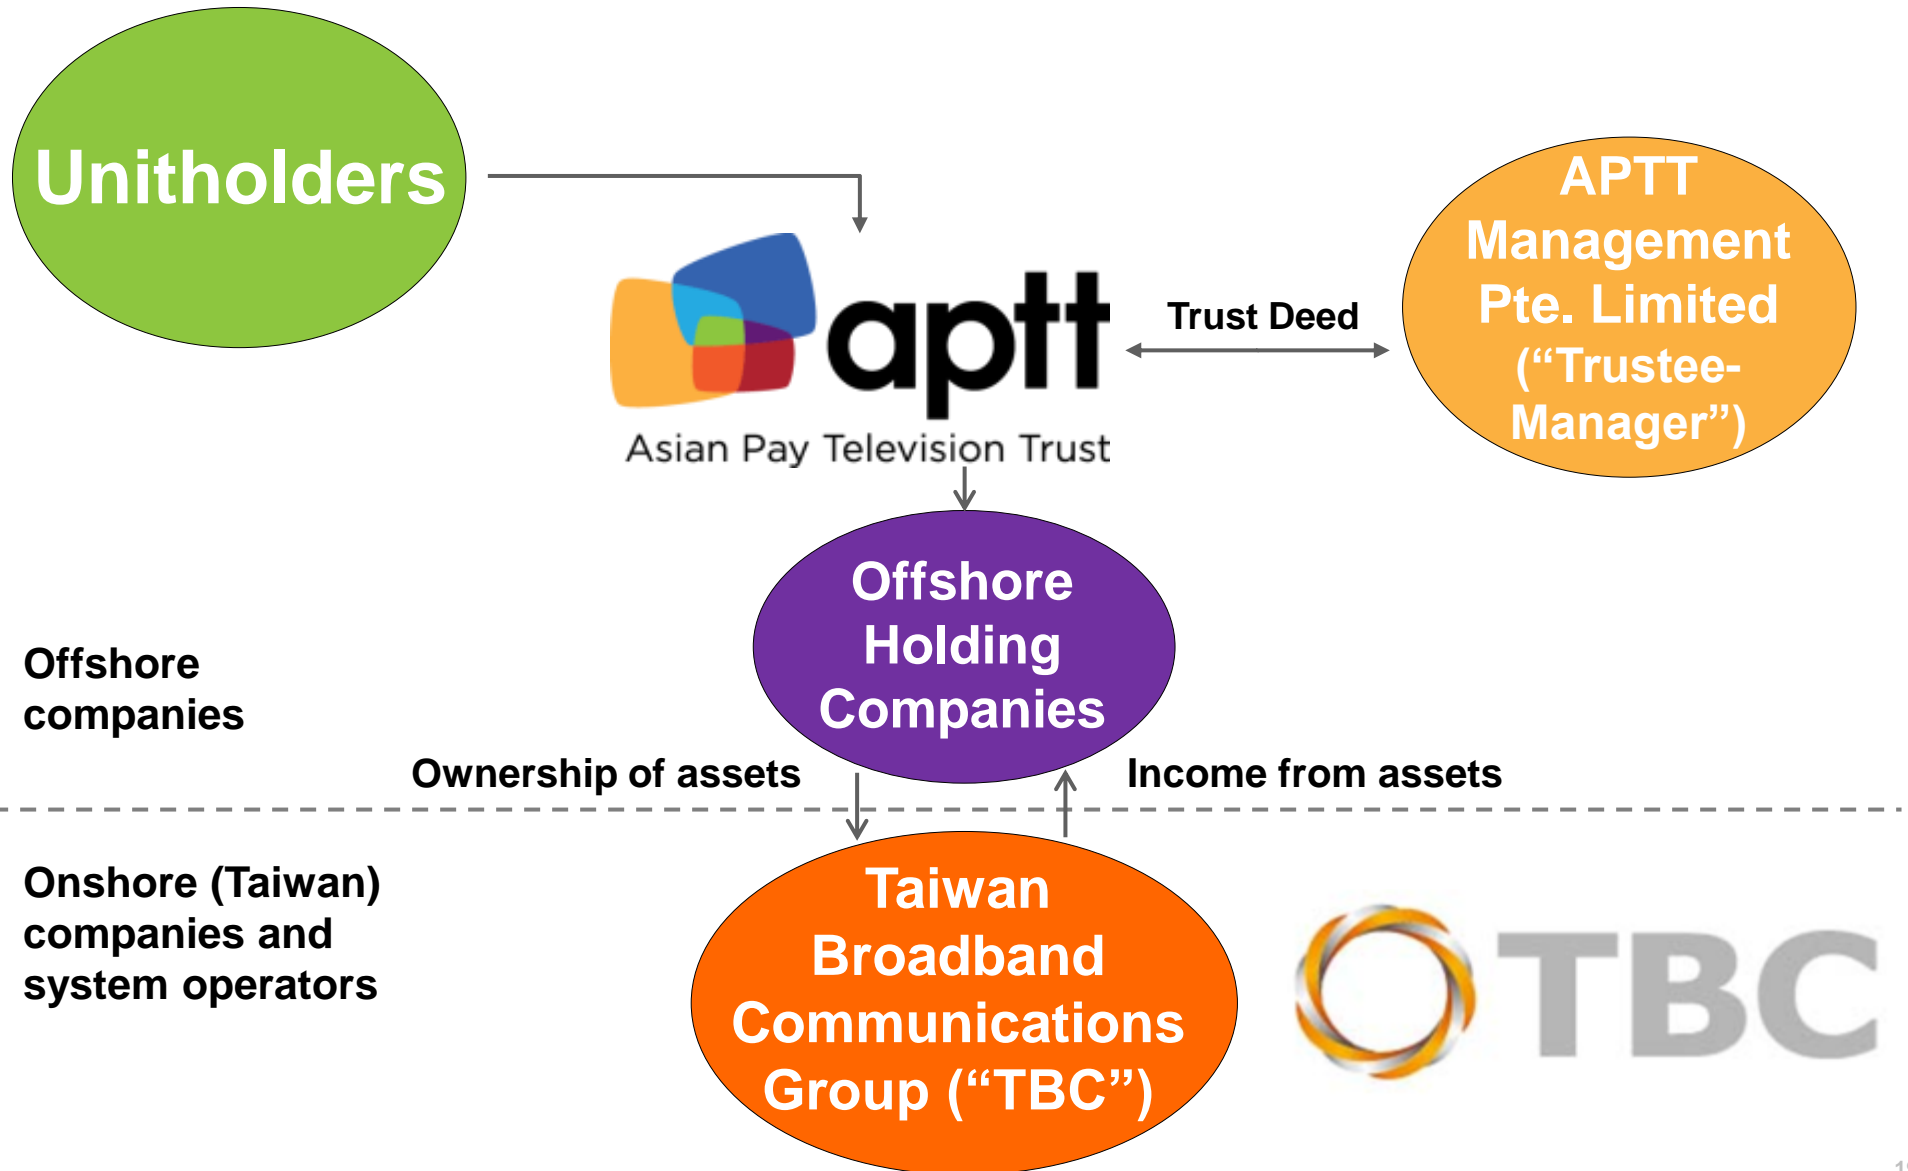 Unitholders
APTT
Management
Pte. Limited
(“Trustee-
Manager”)
aptt
Asian Pay Television Trust
Trust Deed
Offshore
Holding
Companies
Offshore
companies
Ownership of assets
Income from assets
Onshore (Taiwan)
companies and
system operators
Taiwan
Broadband
Communications
Group (“TBC”)
TBC